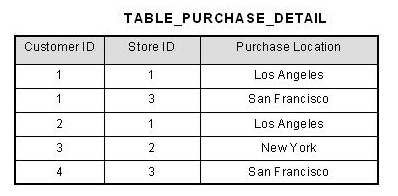 TABLE_PURCHASE_DETAIL
Customer ID Store ID Purchase Location
1 1 Los Angeles
1 3 San Francisco
2 1 Los Angeles
3 2 New York
4 3 San Francisco